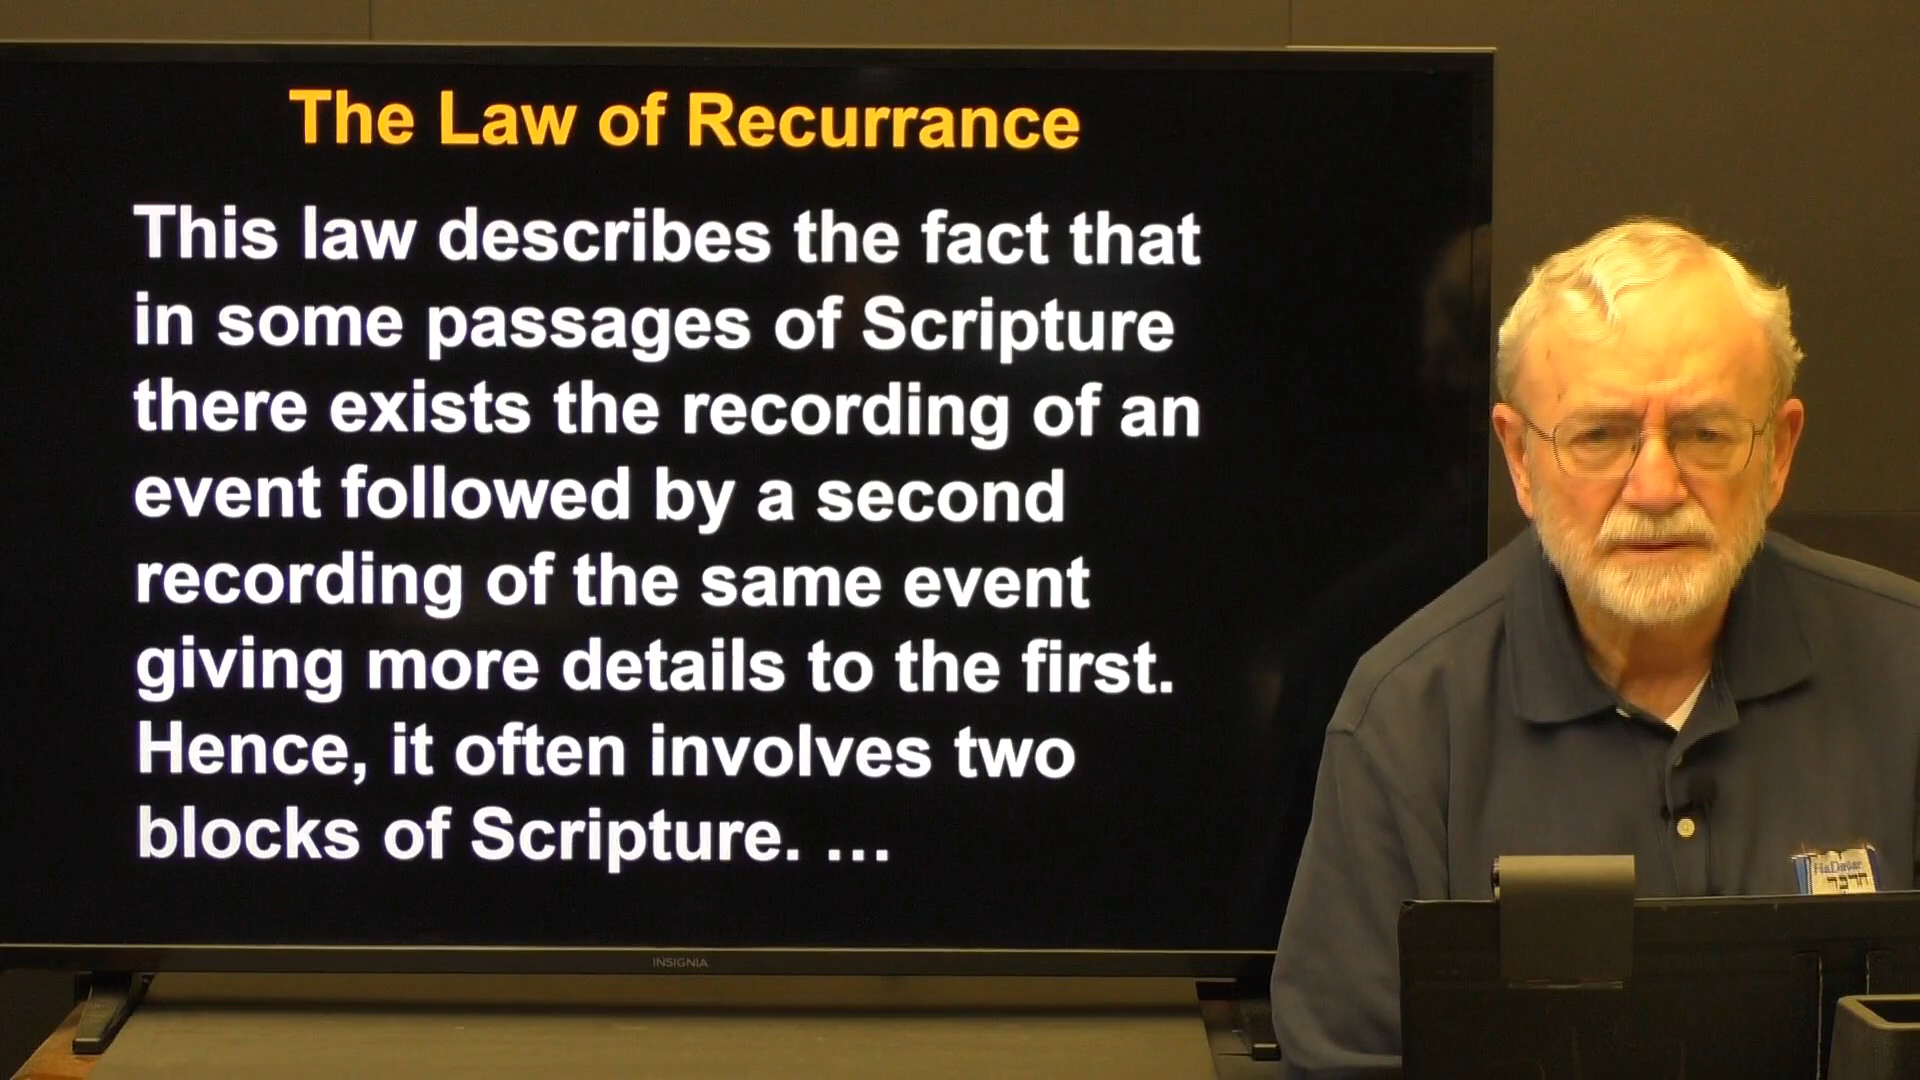 The Law of Recurrance
This law describes the fact that
in some passages of Scripture
there exists the recording of an
event followed by a second
recording of the same event
giving more details to the first.
Hence, it often involves two
blocks of Scripture. …
INSIGNIA
HaDavar
הדבר